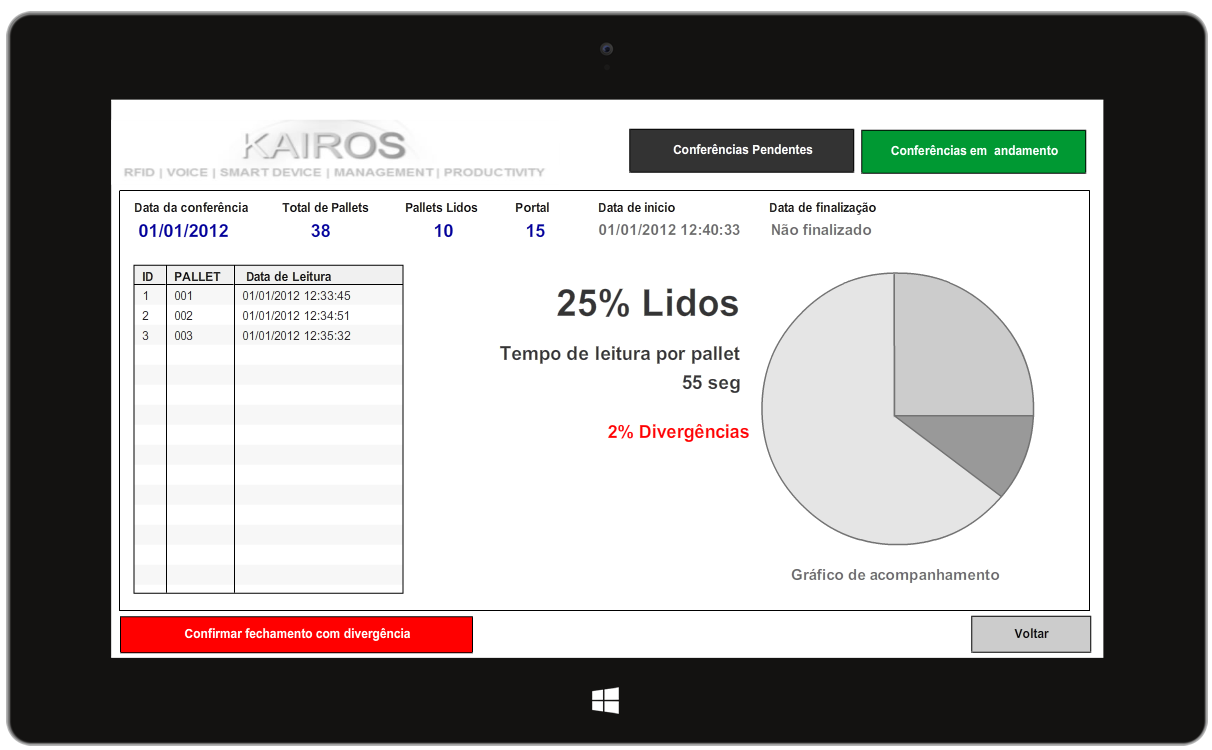 KAIROS
RFID | VOICE | SMART DEVICE | MANAGEMENT | PRODUCTIVITY
Conferências Pendentes
Conferências em andamento
Data da conferência Total de Pallets Pallets Lidos Portal Data de inicio Data de finalização
01/01/2012 38 10 15 01/01/2012 12:40:33 Não finalizado
ID PALLET Data de Leitura
1 001 01/01/2012 12:33:45
2 002 01/01/2012 12:34:51
3 003 01/01/2012 12:35:32
25% Lidos
Tempo de leitura por pallet
55 seg
2% Divergências
Gráfico de acompanhamento
Confirmar fechamento com divergência
Voltar